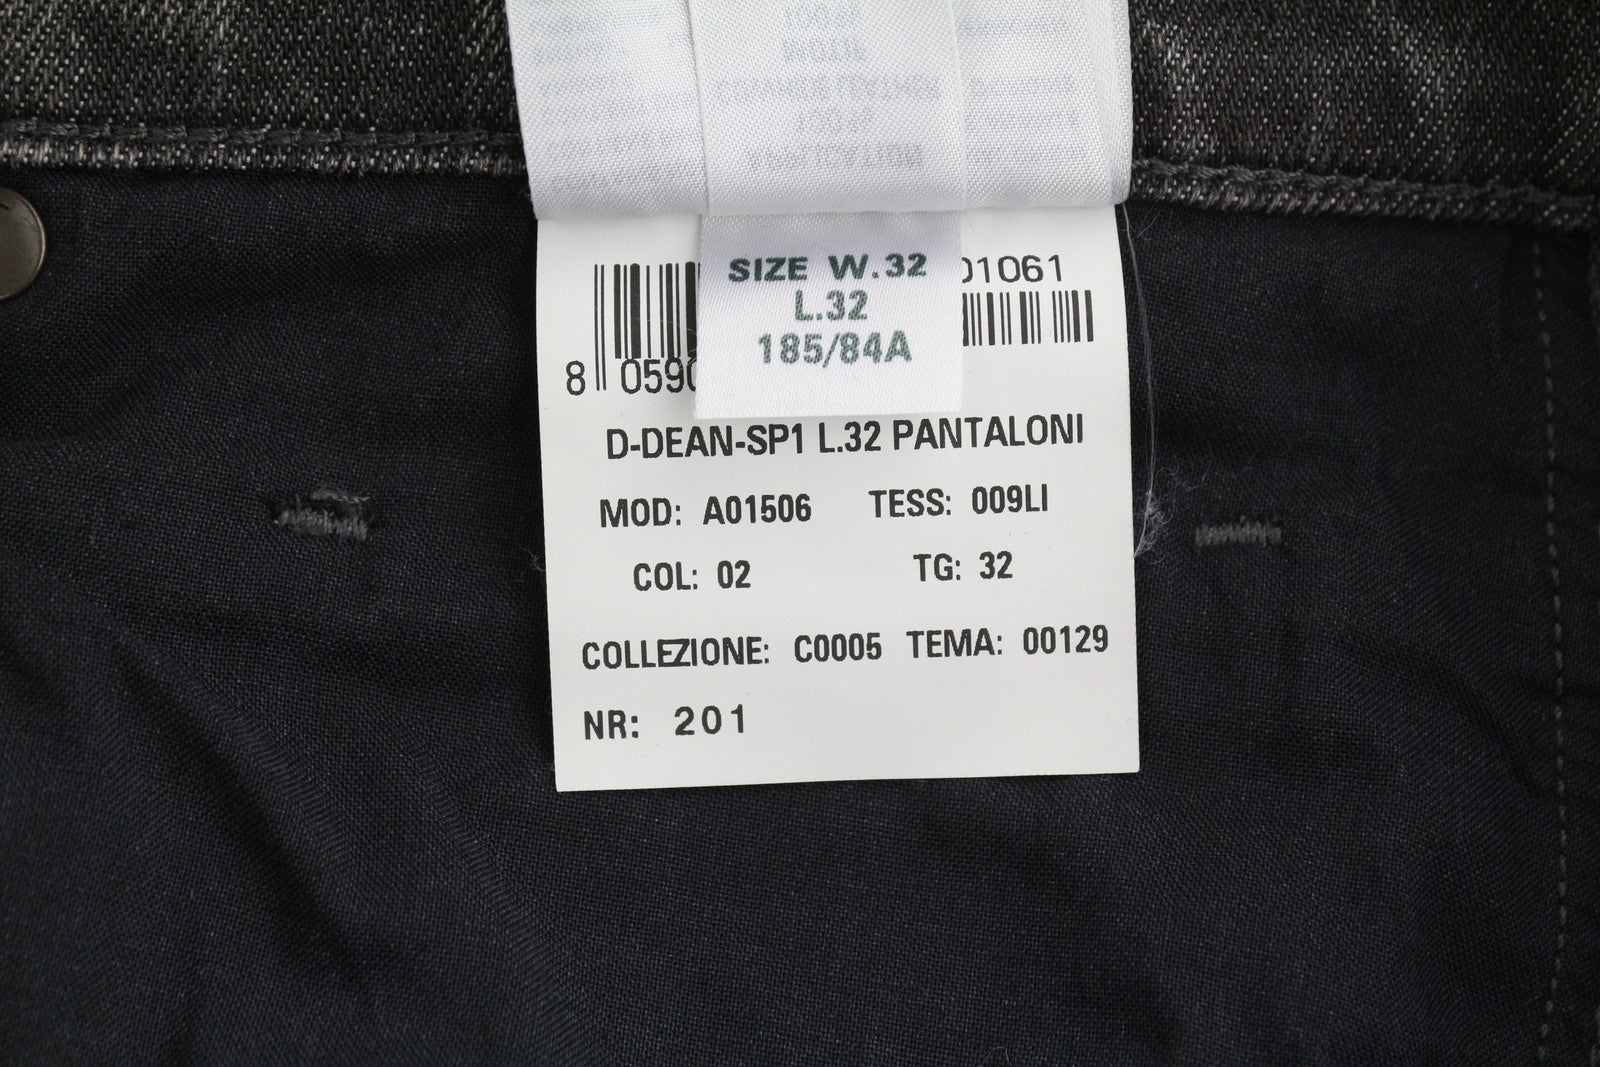 SIZE W.32
L.32
185/84A
01061
8 0590
D-DEAN-SP1 L.32 PANTALONI
MOD: A01506 TESS: 009LI
COL: 02 TG: 32
COLLEZIONE: C0005 TEMA: 00129
NR: 201